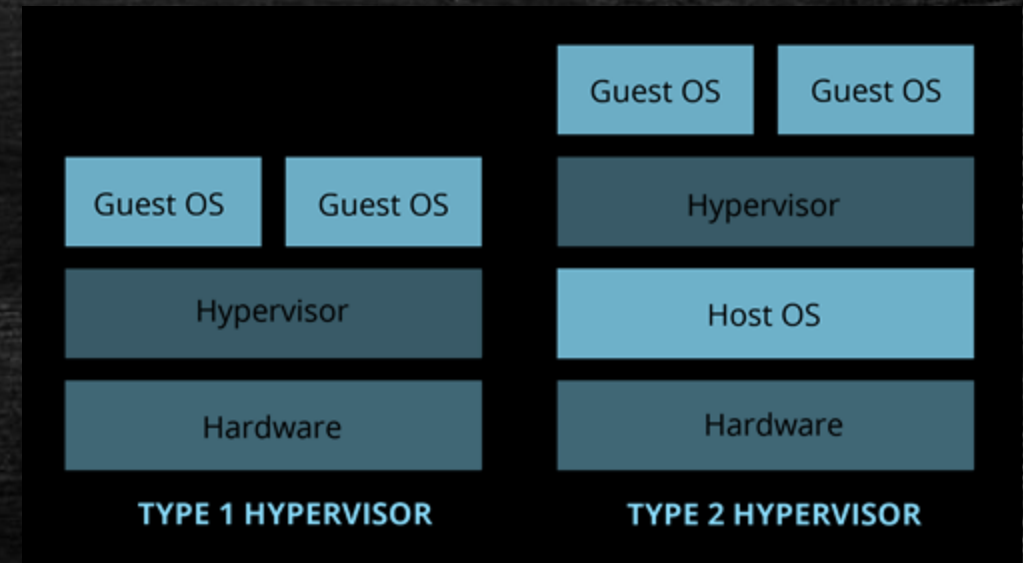 Guest OS
Guest OS
Hypervisor
Hardware
TYPE 1 HYPERVISOR
Guest OS
Guest OS
Hypervisor
Host OS
Hardware
TYPE 2 HYPERVISOR